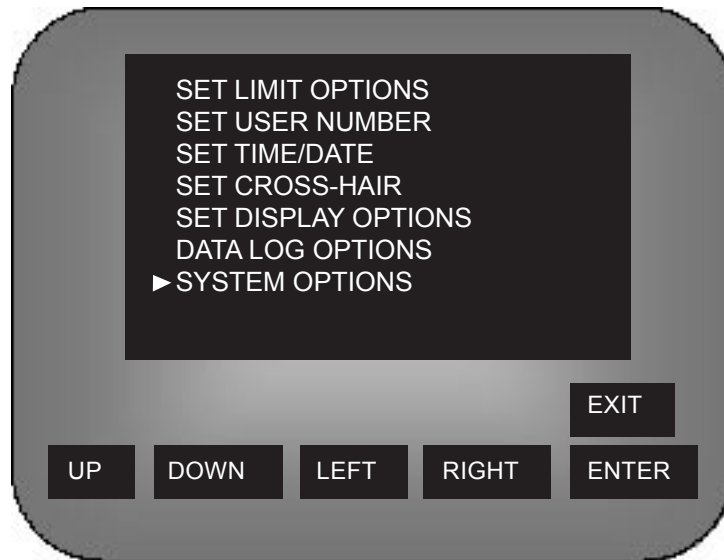 SET LIMIT OPTIONS
SET USER NUMBER
SET TIME/DATE
SET CROSS-HAIR
SET DISPLAY OPTIONS
DATA LOG OPTIONS
►SYSTEM OPTIONS
EXIT
UP DOWN LEFT RIGHT ENTER